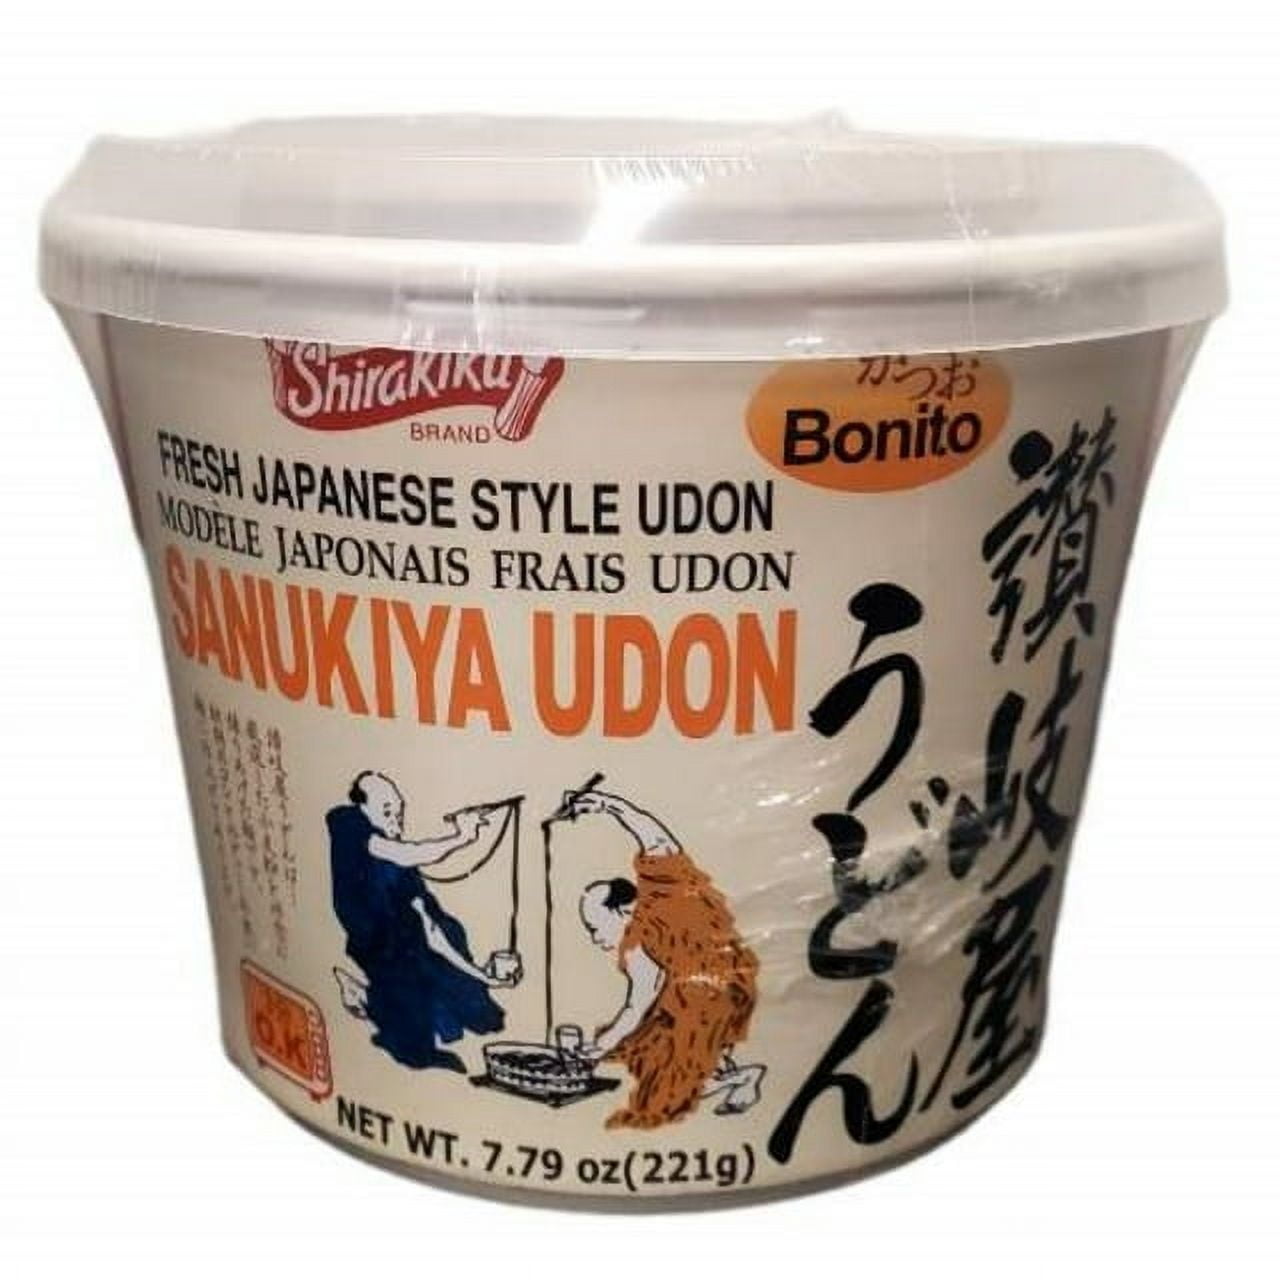 Shirakiku
BRAND
かつお
Bonito
FRESH JAPANESE STYLE UDON
MODELE JAPONAIS FRAIS UDON
SANUKIYA UDON
讃岐屋
うどん
O.K
NET WT. 7.79 oz(221g)